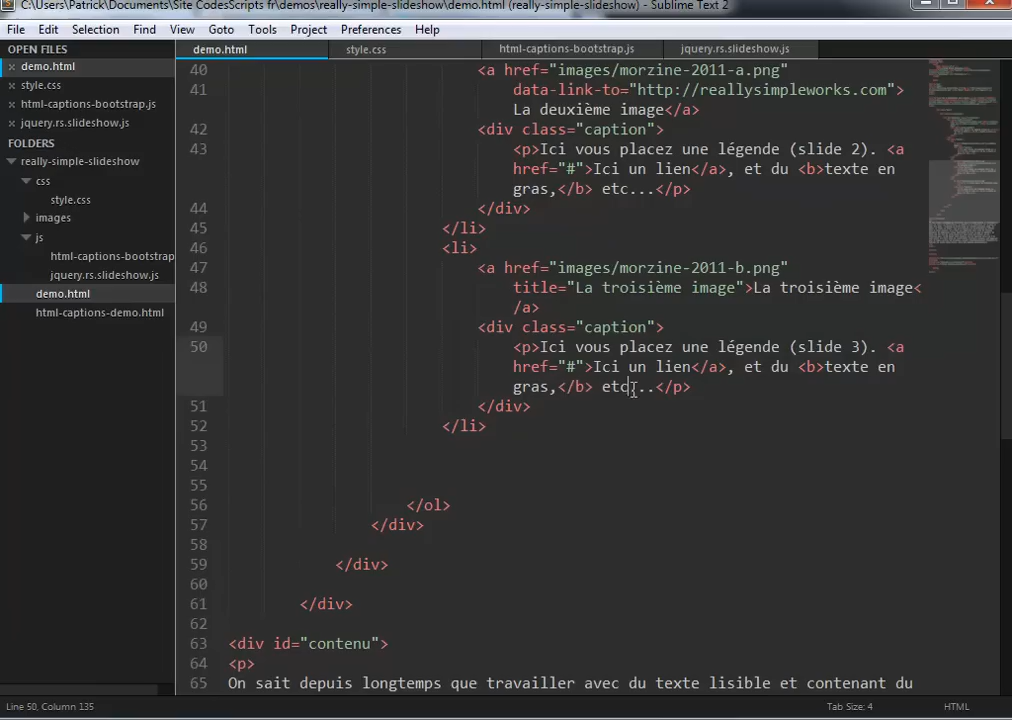 C:\Users\Patrick\Documents\Site CodesScripts fr\demos\really-simple-slideshow\demo.html (really-simple-slideshow) - Sublime Text 2
File Edit Selection Find View Goto Tools Project Preferences Help
OPEN FILES
demo.html
style.css
html-captions-bootstrap.js
jquery.rs.slideshow.js
FOLDERS
really-simple-slideshow
css
style.css
images
js
html-captions-bootstrap
jquery.rs.slideshow.js
demo.html
html-captions-demo.html
demo.html style.css html-captions-bootstrap.js jquery.rs.slideshow.js
40 <a href="images/morzine-2011-a.png"
41 data-link-to="http://reallysimpleworks.com">
La deuxième image</a>
42 <div class="caption">
43 <p>Ici vous placez une légende (slide 2). <a
href="#">Ici un lien</a>, et du <b>texte en
gras,</b> etc...</p>
44 </div>
45 </li>
46 <li>
47 <a href="images/morzine-2011-b.png"
48 title="La troisième image">La troisième image<
/a>
49 <div class="caption">
50 <p>Ici vous placez une légende (slide 3). <a
href="#">Ici un lien</a>, et du <b>texte en
gras,</b> etc...</p>
51 </div>
52 </li>
53
54
55
56 </ol>
57 </div>
58
59 </div>
60
61 </div>
62
63 <div id="contenu">
64 <p>
65 On sait depuis longtemps que travailler avec du texte lisible et contenant du
Line 50, Column 135 Tab Size: 4 HTML